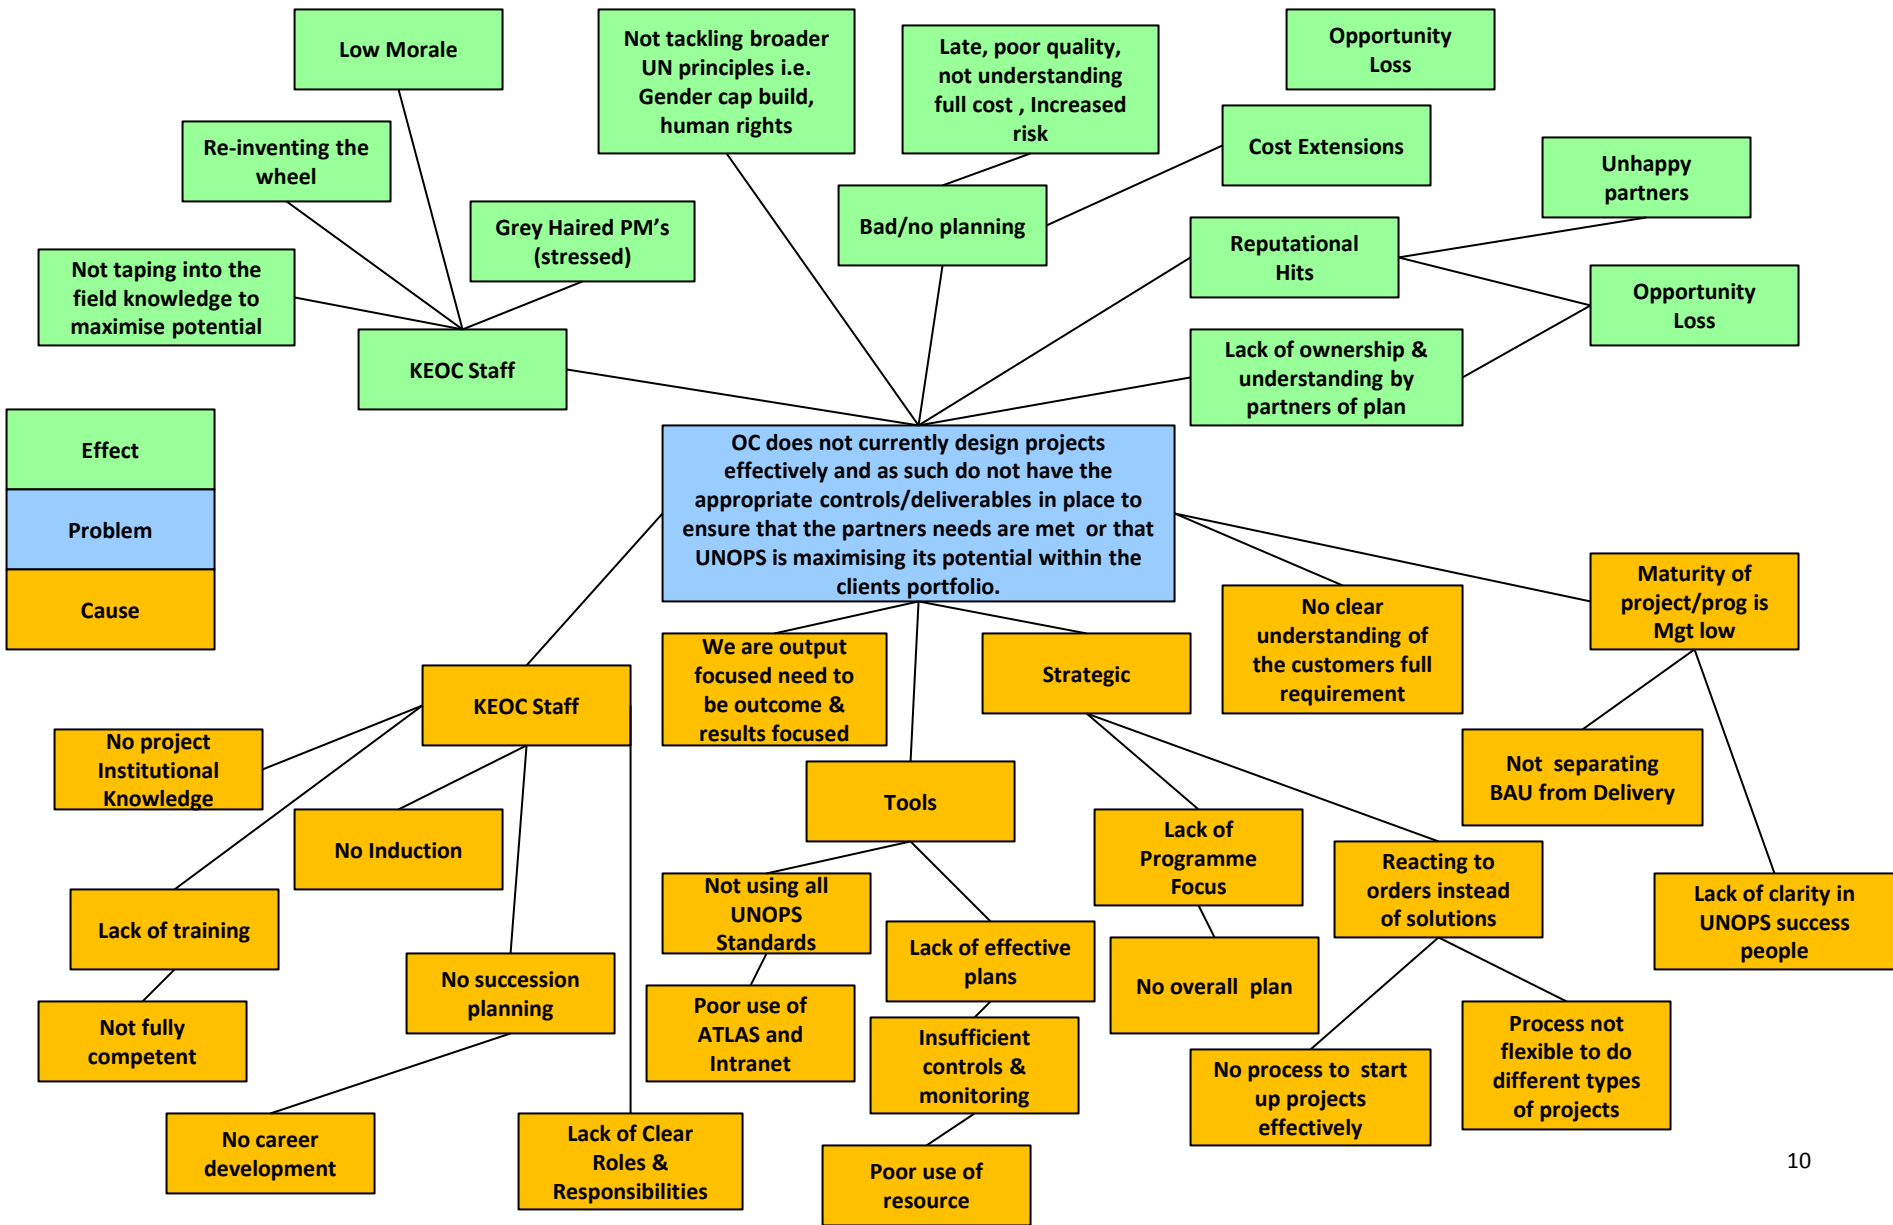 Low Morale
Not tackling broader
UN principles i.e.
Gender cap build,
human rights
Late, poor quality,
not understanding
full cost , Increased
risk
Opportunity
Loss
Re-inventing the
wheel
Cost Extensions
Unhappy
partners
Grey Haired PM's
(stressed)
Bad/no planning
Reputational
Hits
Not taping into the
field knowledge to
maximise potential
Opportunity
Loss
KEOC Staff
Lack of ownership &
understanding by
partners of plan
Effect
Problem
Cause
OC does not currently design projects
effectively and as such do not have the
appropriate controls/deliverables in place to
ensure that the partners needs are met or that
UNOPS is maximising its potential within the
clients portfolio.
Maturity of
project/prog is
Mgt low
No clear
understanding of
the customers full
requirement
We are output
focused need to
be outcome &
results focused
Strategic
KEOC Staff
No project
Institutional
Knowledge
Not separating
BAU from Delivery
Tools
No Induction
Lack of
Programme
Focus
Reacting to
orders instead
of solutions
Lack of training
Not using all
UNOPS
Standards
Lack of clarity in
UNOPS success
people
Lack of effective
plans
No succession
planning
No overall plan
Not fully
competent
Poor use of
ATLAS and
Intranet
Insufficient
controls &
monitoring
Process not
flexible to do
different types
of projects
No process to start
up projects
effectively
No career
development
Lack of Clear
Roles &
Responsibilities
Poor use of
resource
10